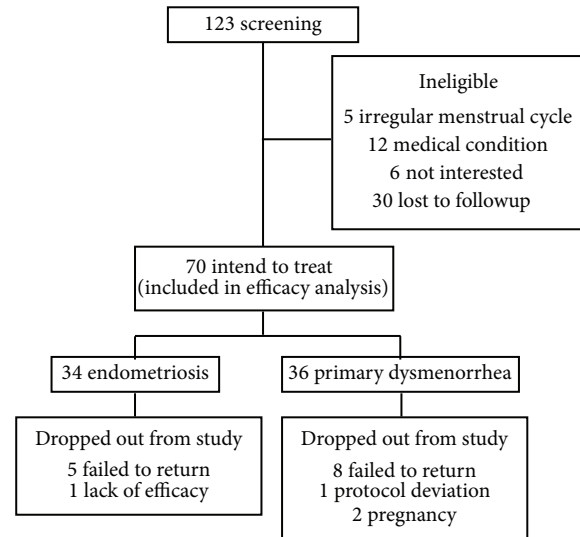 123 screening
Ineligible
5 irregular menstrual cycle
12 medical condition
6 not interested
30 lost to followup
70 intend to treat
(included in efficacy analysis)
34 endometriosis
36 primary dysmenorrhea
Dropped out from study
5 failed to return
1 lack of efficacy
Dropped out from study
8 failed to return
1 protocol deviation
2 pregnancy